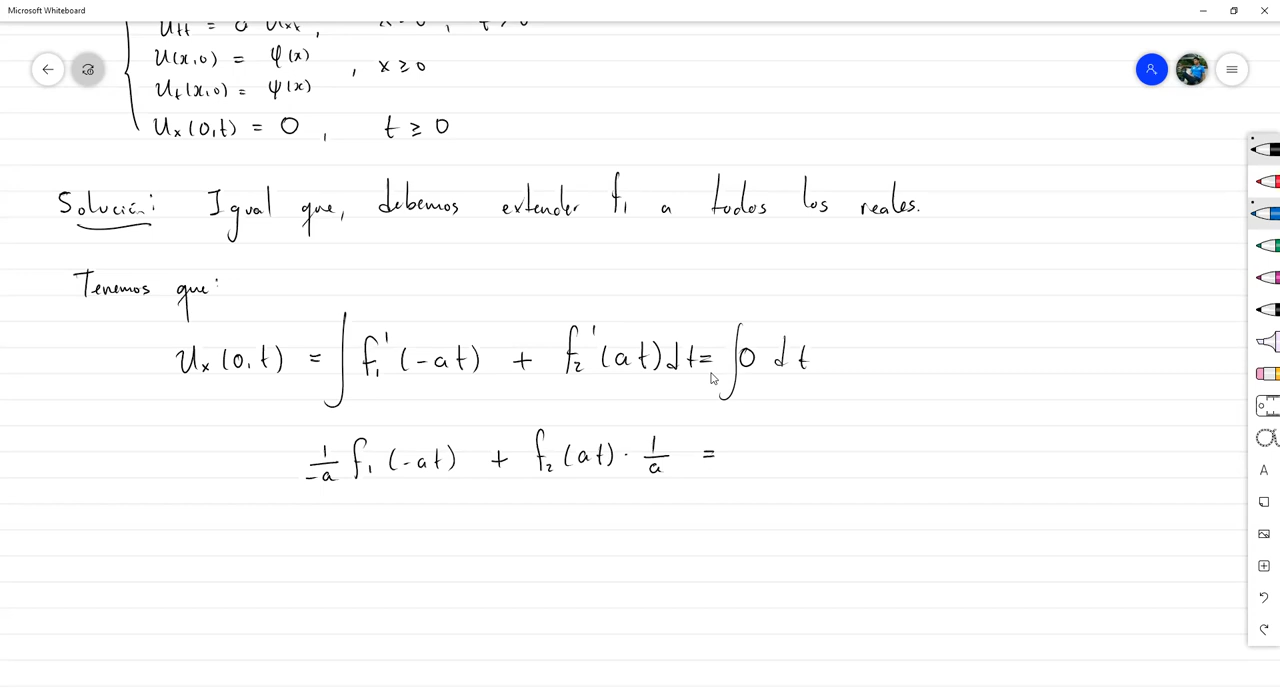 Microsoft Whiteboard
u(x,0) = φ(x)
, x ≥ 0
u_t(x,0) = ψ(x)
u_x(0,t) = 0 , t ≥ 0
Solución: Igual que, debemos extender f₁ a todos los reales.
Tenemos que:
u_x(0,t) = ∫ f₁'(-at) + f₂'(at)dt = ∫0 dt
1/-a f₁(-at) + f₂(at) · 1/a =
A